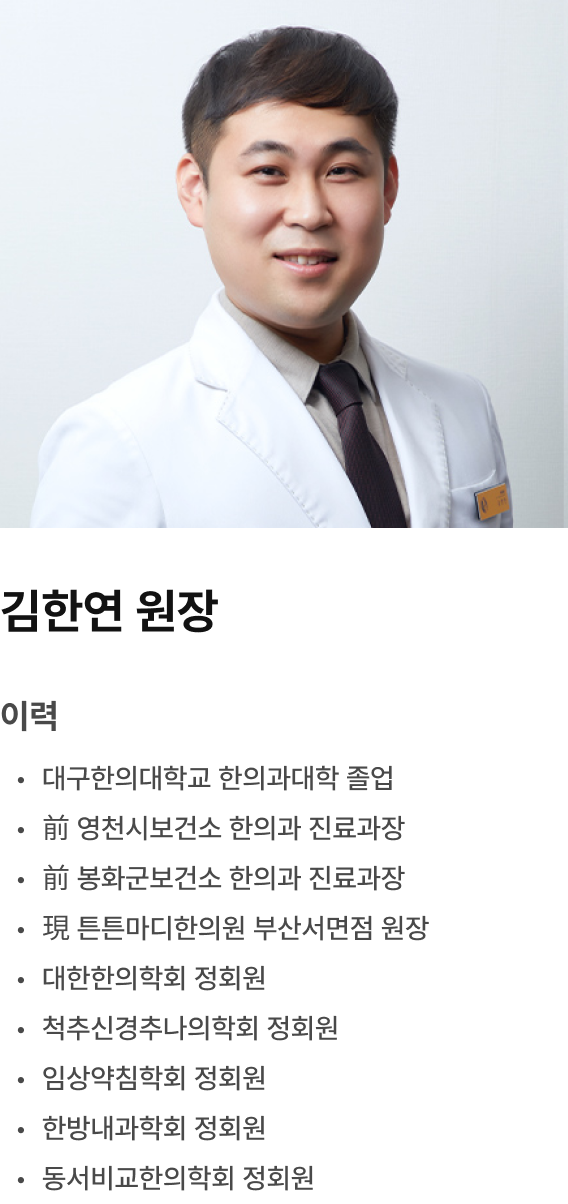 김한연 원장
이력
• 대구한의대학교 한의과대학 졸업
• 前 영천시보건소 한의과 진료과장
• 前 봉화군보건소 한의과 진료과장
• 現 튼튼마디한의원 부산서면점 원장
• 대한한의학회 정회원
• 척추신경추나의학회 정회원
• 임상약침학회 정회원
• 한방내과학회 정회원
• 동서비교한의학회 정회원